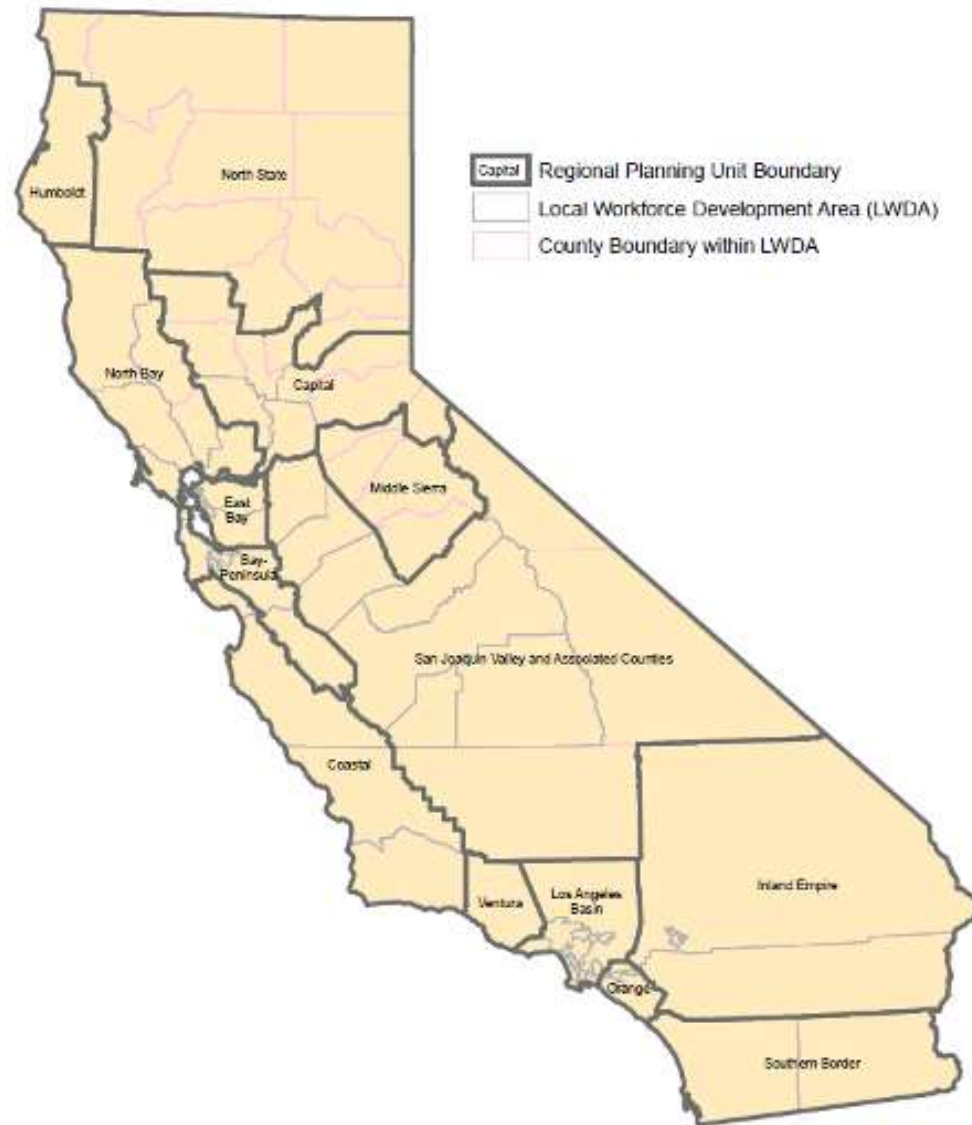 Capital
Regional Planning Unit Boundary
Local Workforce Development Area (LWDA)
County Boundary within LWDA
North State
Humboldt
North Bay
Capital
Middle Sierra
East
Bay
Bay-
Peninsula
San Joaquin Valley and Associated Counties
Coastal
Inland Empire
Ventura
Los Angeles
Basin
Orange
Southern Border